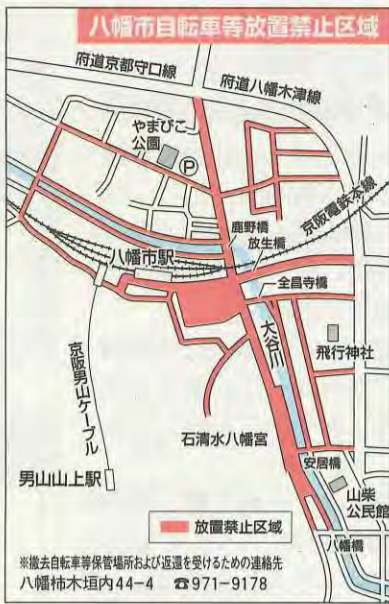 八幡市自転車等放置禁止区域
府道京都守口線
府道八幡木津線
やまびこ
公園
P
京阪電鉄本線
鹿野橋
放生橋
八幡市駅
全昌寺橋
大谷川
飛行神社
京阪男山ケーブル
石清水八幡宮
男山山上駅
安居橋
山柴
公民館
八幡橋
放置禁止区域
※撤去自転車等保管場所および返還を受けるための連絡先
八幡柿木垣内44-4 ☎971-9178